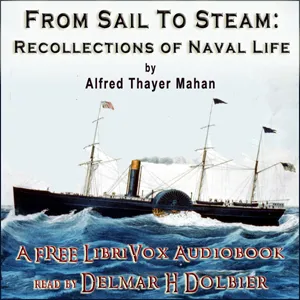 From Sail To Steam:
Recollections of Naval Life
by
Alfred Thayer Mahan
A fREE LibriVox Audiobook
READ by Delmar H Dolbier